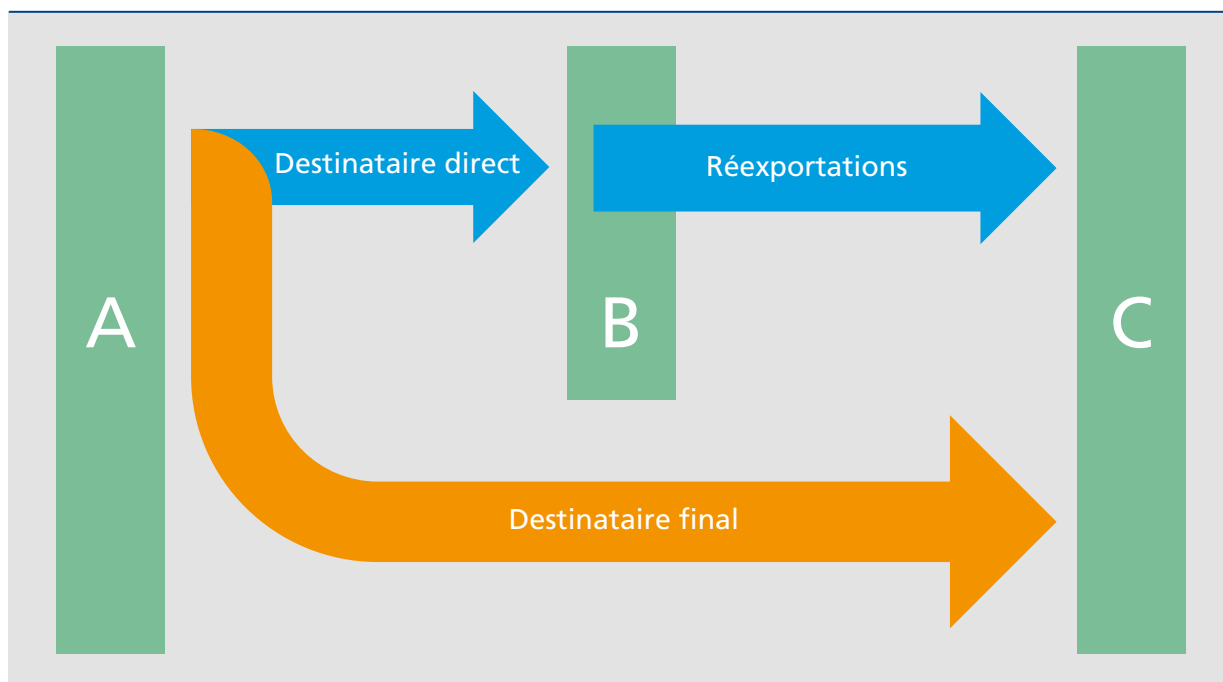 Destinataire direct
Réexportations
A
B
C
Destinataire final